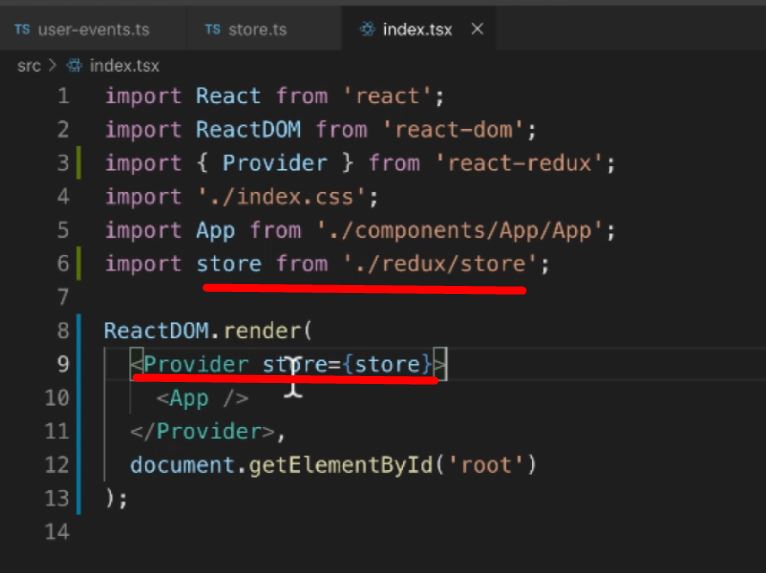 TS user-events.ts TS store.ts index.tsx ×
src > index.tsx
1 import React from 'react';
2 import ReactDOM from 'react-dom';
3 import { Provider } from 'react-redux';
4 import './index.css';
5 import App from './components/App/App';
6 import store from './redux/store';
7
8 ReactDOM.render(
9 <Provider store={store}>
10 <App />
11 </Provider>,
12 document.getElementById('root')
13 );
14